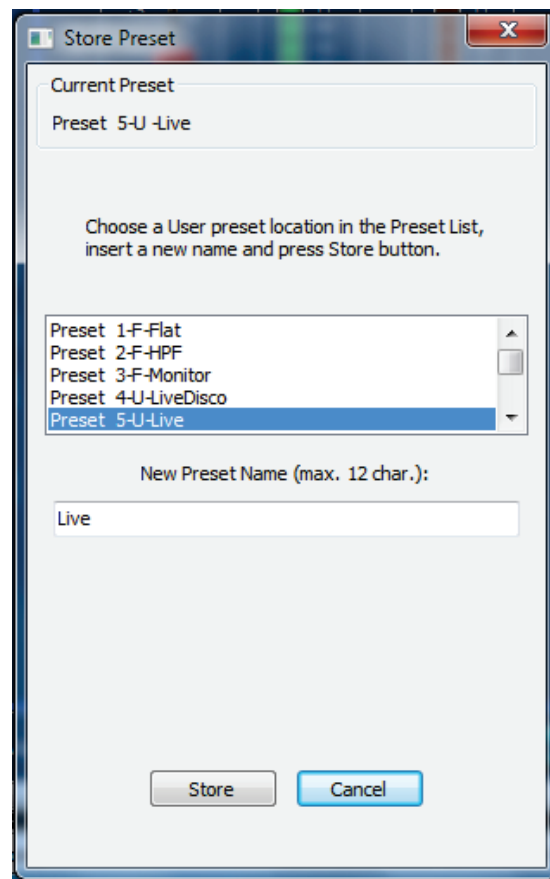 Store Preset
Current Preset
Preset 5-U -Live
Choose a User preset location in the Preset List,
insert a new name and press Store button.
Preset 1-F-Flat
Preset 2-F-HPF
Preset 3-F-Monitor
Preset 4-U-LiveDisco
Preset 5-U-Live
New Preset Name (max. 12 char.):
Live
Store
Cancel